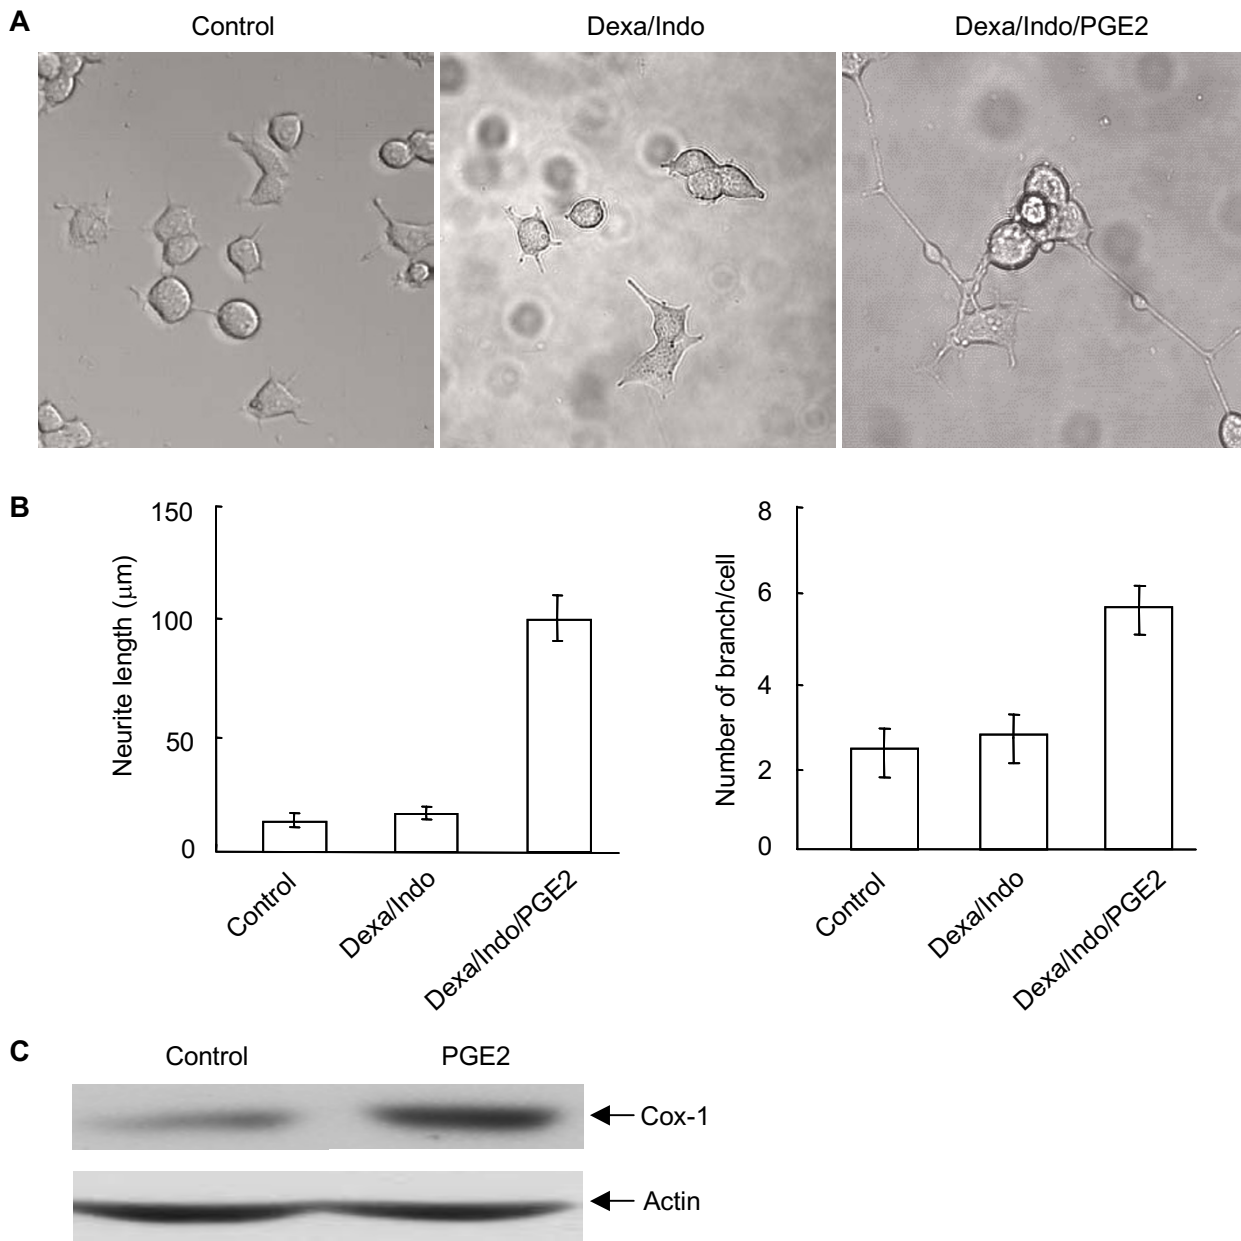 A
Control
Dexa/Indo
Dexa/Indo/PGE2
B
150
100
50
0
Neurite length (μm)
Control
Dexa/Indo
Dexa/Indo/PGE2
8
6
4
2
0
Number of branch/cell
Control
Dexa/Indo
Dexa/Indo/PGE2
C
Control
PGE2
Cox-1
Actin